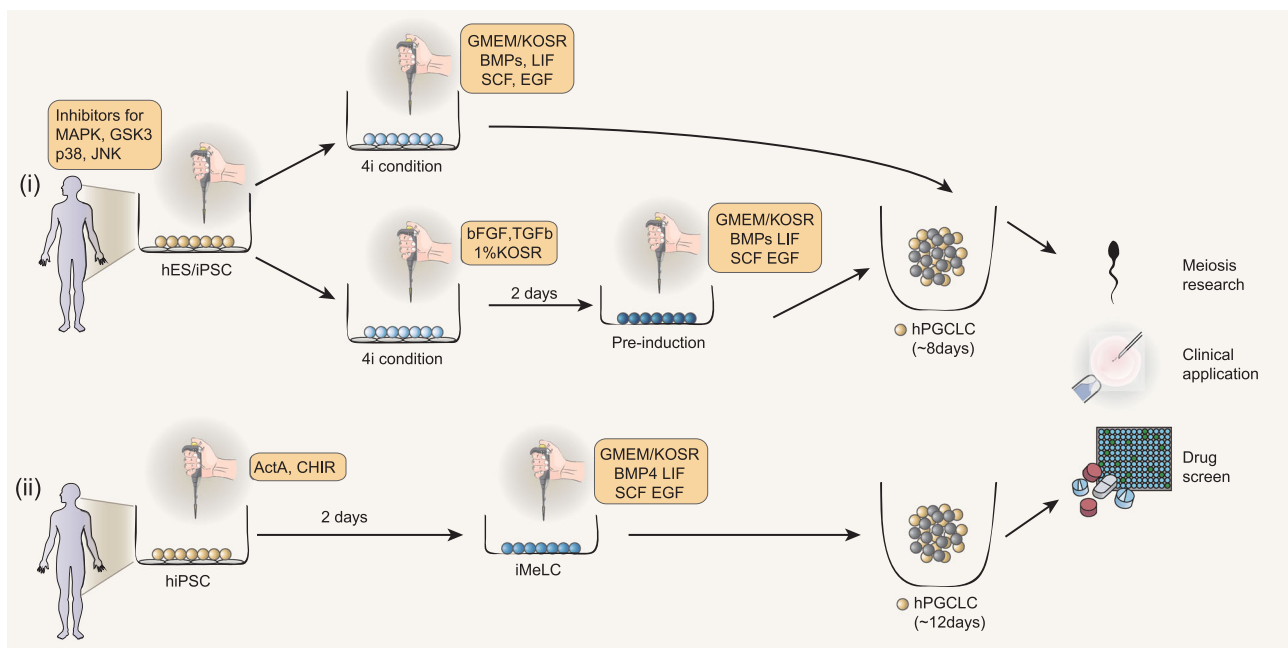 GMEM/KOSR
BMPs, LIF
SCF, EGF
Inhibitors for
MAPK, GSK3
p38, JNK
(i)
4i condition
hES/iPSC
bFGF,TGFb
1%KOSR
GMEM/KOSR
BMPs LIF
SCF EGF
2 days
4i condition
Pre-induction
hPGCLC
(~8days)
Meiosis
research
Clinical
application
Drug
screen
(ii)
ActA, CHIR
GMEM/KOSR
BMP4 LIF
SCF EGF
2 days
hiPSC
iMeLC
hPGCLC
(~12days)